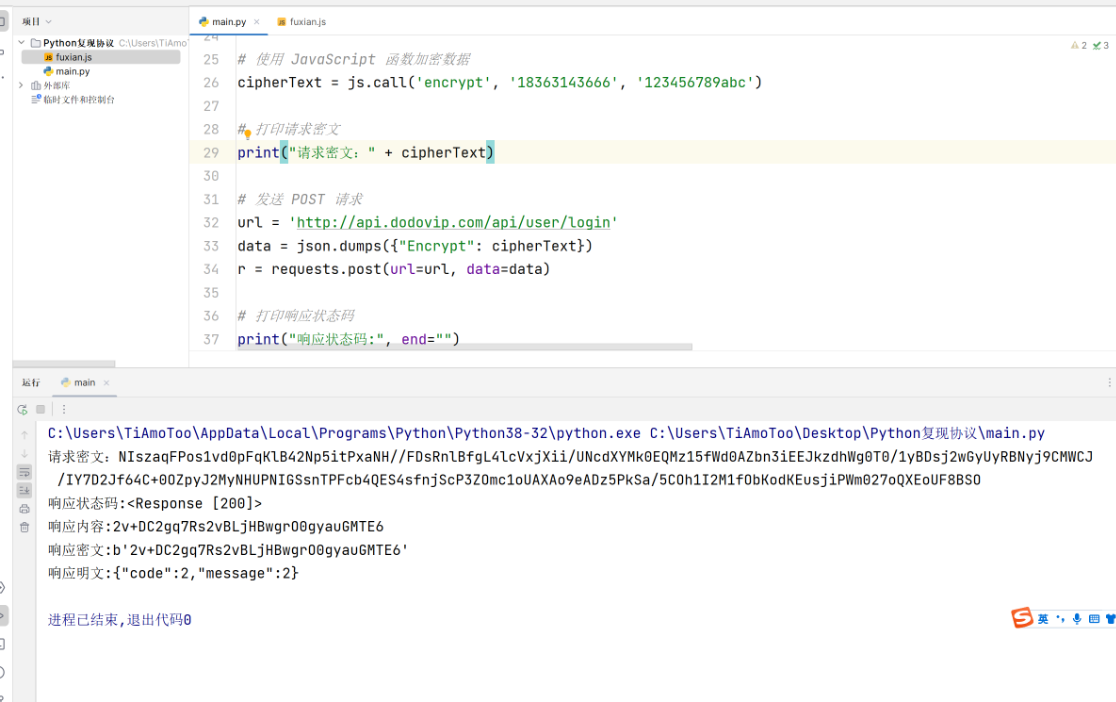 项目
main.py
fuxian.js
Python复现协议 C:\Users\TiAmo
fuxian.js
main.py
外部库
临时文件和控制台
2 3
24
25 # 使用 JavaScript 函数加密数据
26 cipherText = js.call('encrypt', '18363143666', '123456789abc')
27
28 # 打印请求密文
29 print("请求密文：" + cipherText)
30
31 # 发送 POST 请求
32 url = 'http://api.dodovip.com/api/user/login'
33 data = json.dumps({"Encrypt": cipherText})
34 r = requests.post(url=url, data=data)
35
36 # 打印响应状态码
37 print("响应状态码:", end="")
运行 main
C:\Users\TiAmoToo\AppData\Local\Programs\Python\Python38-32\python.exe C:\Users\TiAmoToo\Desktop\Python复现协议\main.py
请求密文：NIszaqFPos1vd0pFqKlB42Np5itPxaNH//FDsRnlBfgL4lcVxjXii/UNcdXYMk0EQMz15fWd0AZbn3iEEJkzdhWg0T0/1yBDsj2wGyUyRBNyj9CMWCJ
/IY7D2Jf64C+0OZpyJ2MyNHUPNIGSsnTPFcb4QES4sfnjScP3ZOmc1oUAXAo9eADz5PkSa/5COh1I2M1fObKodKEusjiPWm027oQXEoUF8BSO
响应状态码:<Response [200]>
响应内容:2v+DC2gq7Rs2vBLjHBwgrO0gyauGMTE6
响应密文:b'2v+DC2gq7Rs2vBLjHBwgrO0gyauGMTE6'
响应明文:{"code":2,"message":2}
进程已结束,退出代码0
英